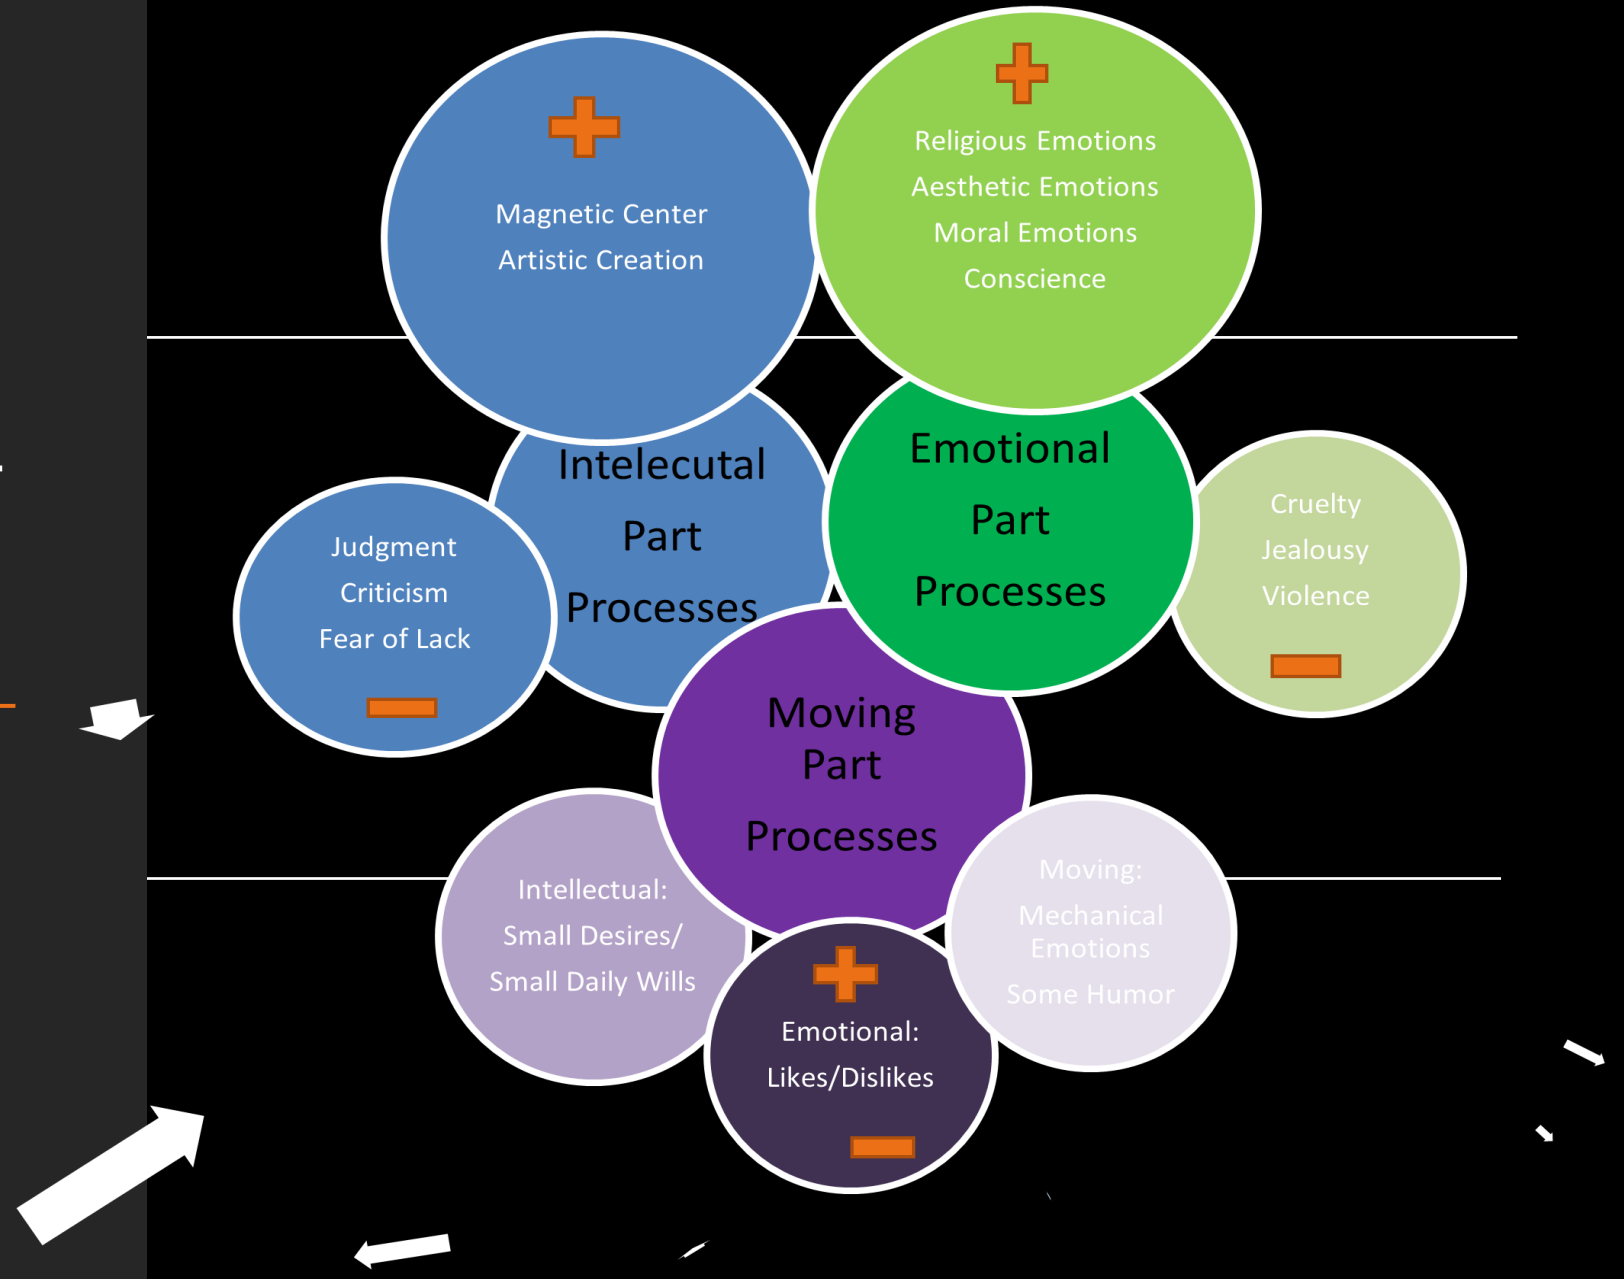 Magnetic Center
Artistic Creation
Religious Emotions
Aesthetic Emotions
Moral Emotions
Conscience
Intelecutal
Part
Processes
Emotional
Part
Processes
Judgment
Criticism
Fear of Lack
Cruelty
Jealousy
Violence
Moving
Part
Processes
Intellectual:
Small Desires/
Small Daily Wills
Emotional:
Likes/Dislikes
Moving:
Mechanical
Emotions
Some Humor